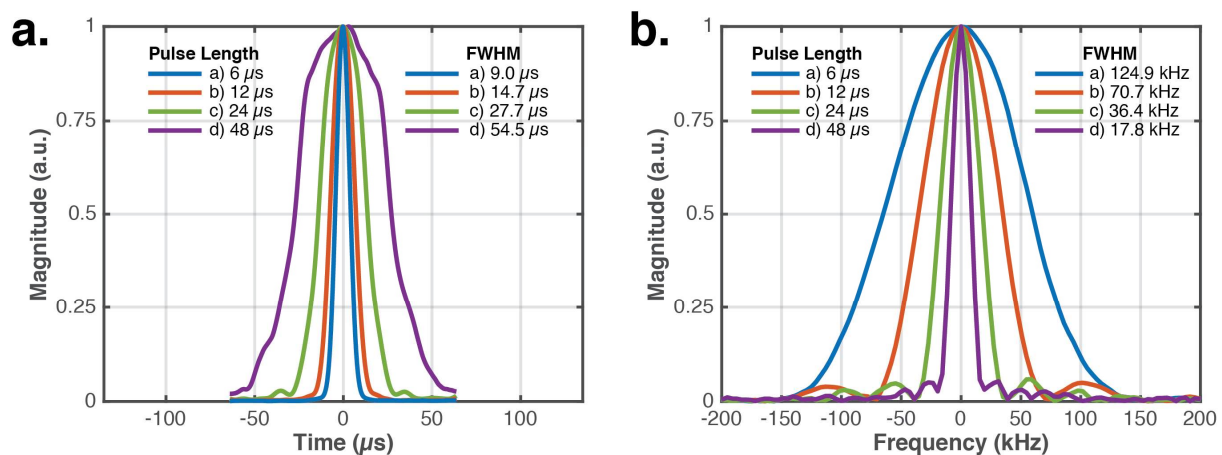 a.
Pulse Length
a) 6 µs
b) 12 µs
c) 24 µs
d) 48 µs
FWHM
a) 9.0 µs
b) 14.7 µs
c) 27.7 µs
d) 54.5 µs
Magnitude (a.u.)
1
0.75
0.5
0.25
0
-100 -50 0 50 100
Time (µs)
b.
Pulse Length
a) 6 µs
b) 12 µs
c) 24 µs
d) 48 µs
FWHM
a) 124.9 kHz
b) 70.7 kHz
c) 36.4 kHz
d) 17.8 kHz
Magnitude (a.u.)
1
0.75
0.5
0.25
0
-200 -150 -100 -50 0 50 100 150 200
Frequency (kHz)